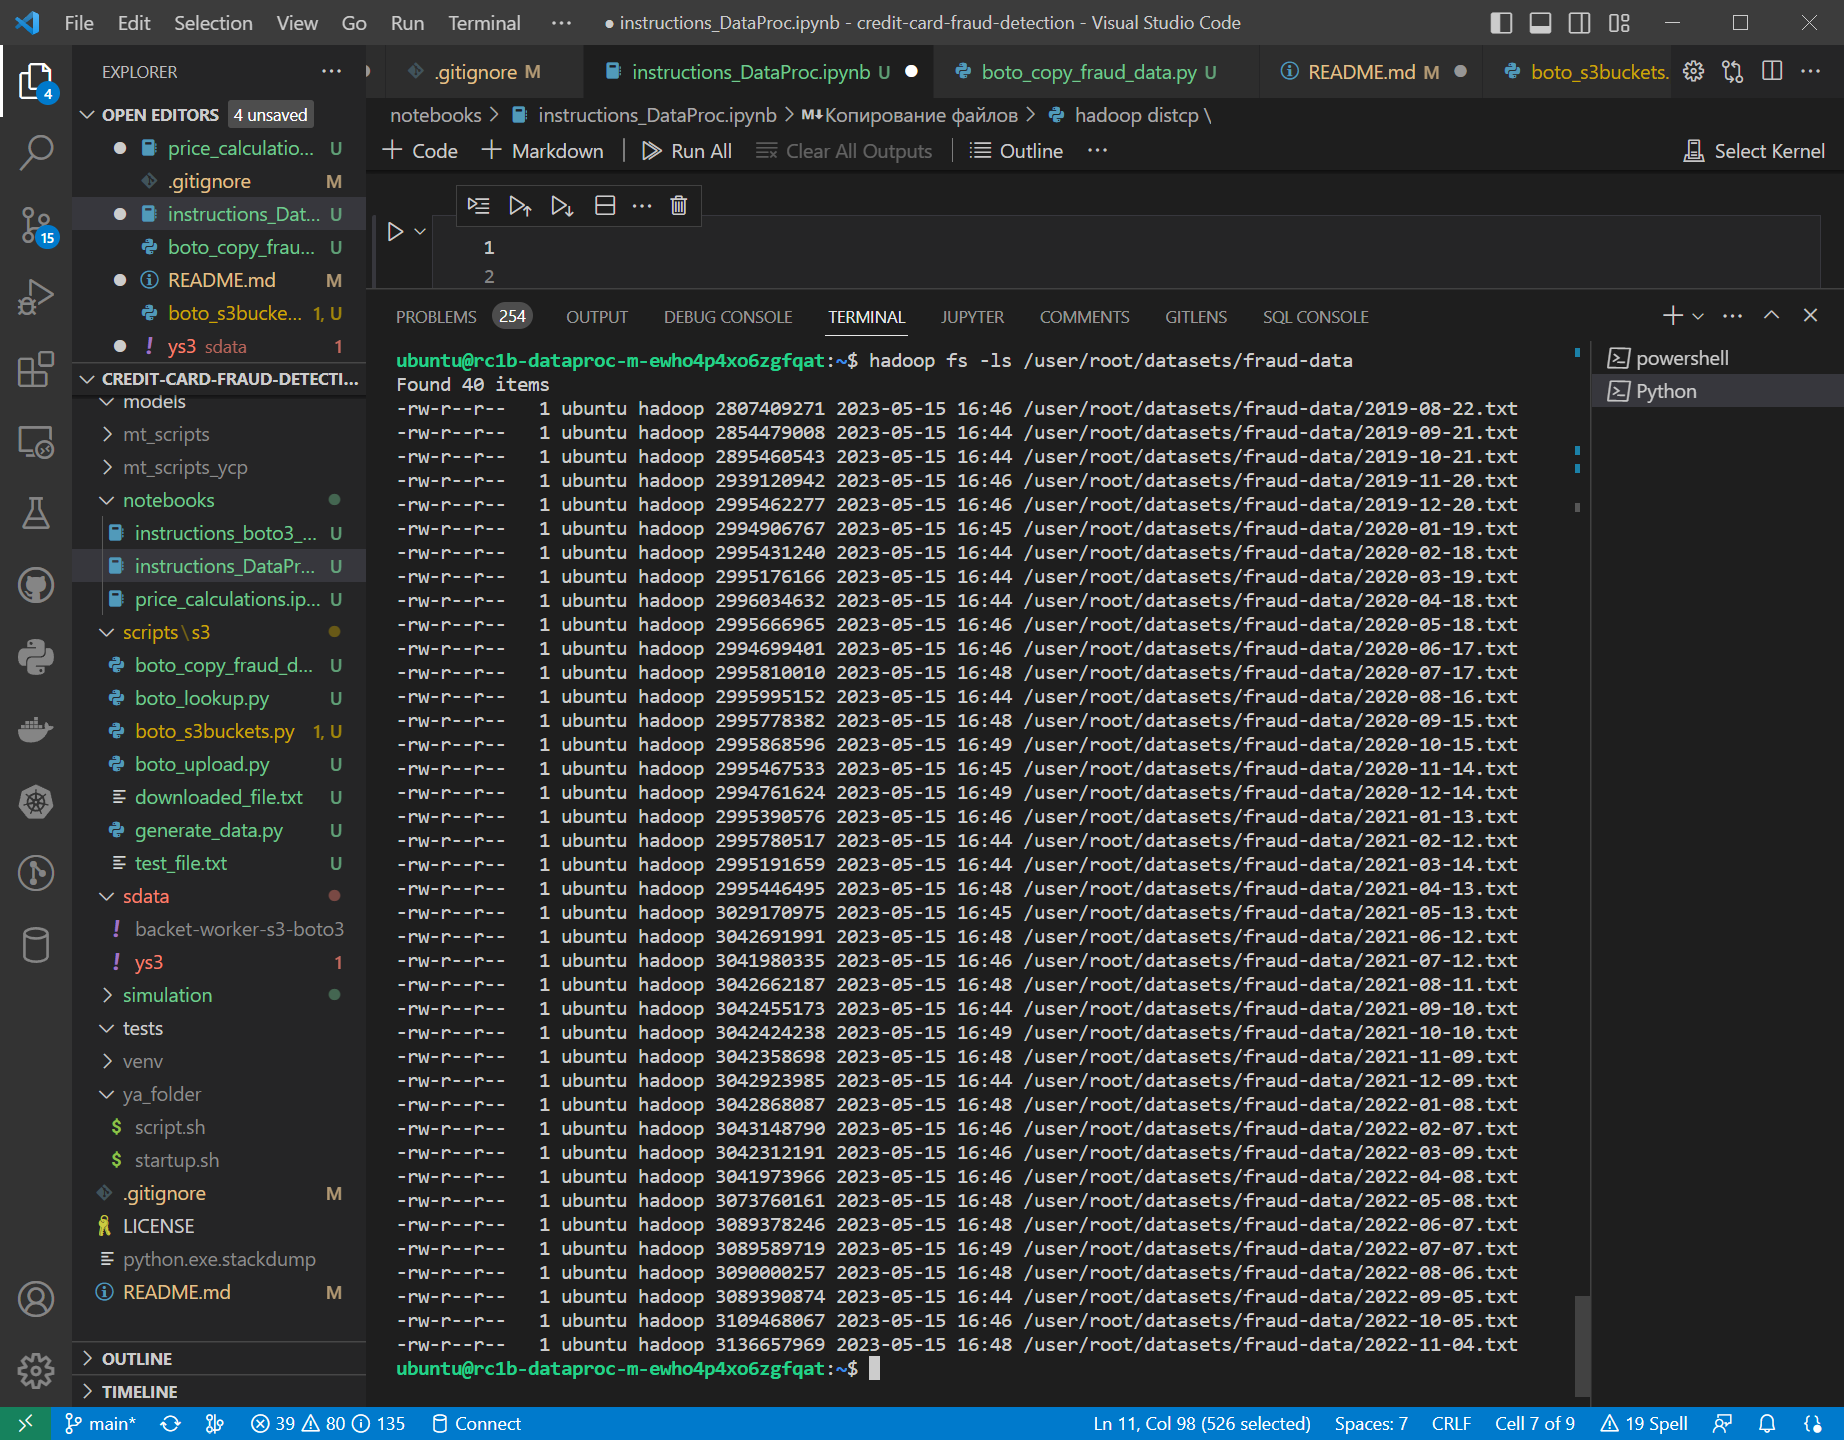 File Edit Selection View Go Run Terminal ··· ● instructions_DataProc.ipynb - credit-card-fraud-detection - Visual Studio Code
EXPLORER ···
.gitignore M
instructions_DataProc.ipynb U ●
boto_copy_fraud_data.py U
README.md M ●
boto_s3buckets.
4
OPEN EDITORS 4 unsaved
notebooks > instructions_DataProc.ipynb > M↓Копирование файлов > hadoop distcp \
price_calculatio... U
+ Code + Markdown Run All Clear All Outputs Outline ··· Select Kernel
.gitignore M
instructions_Dat... U
15
boto_copy_frau... U
1
README.md M
2
boto_s3bucke... 1, U
PROBLEMS 254 OUTPUT DEBUG CONSOLE TERMINAL JUPYTER COMMENTS GITLENS SQL CONSOLE
ys3 sdata 1
CREDIT-CARD-FRAUD-DETECTI...
models
mt_scripts
mt_scripts_ycp
notebooks
instructions_boto3_... U
instructions_DataPr... U
price_calculations.ip... U
scripts\s3
boto_copy_fraud_d... U
boto_lookup.py U
boto_s3buckets.py 1, U
boto_upload.py U
downloaded_file.txt U
generate_data.py U
test_file.txt U
sdata
backet-worker-s3-boto3
ys3 1
simulation
tests
venv
ya_folder
script.sh
startup.sh
.gitignore M
LICENSE
python.exe.stackdump
README.md M
OUTLINE
TIMELINE
ubuntu@rc1b-dataproc-m-ewho4p4xo6zgfqat:~$ hadoop fs -ls /user/root/datasets/fraud-data
Found 40 items
-rw-r--r-- 1 ubuntu hadoop 2807409271 2023-05-15 16:46 /user/root/datasets/fraud-data/2019-08-22.txt
-rw-r--r-- 1 ubuntu hadoop 2854479008 2023-05-15 16:44 /user/root/datasets/fraud-data/2019-09-21.txt
-rw-r--r-- 1 ubuntu hadoop 2895460543 2023-05-15 16:44 /user/root/datasets/fraud-data/2019-10-21.txt
-rw-r--r-- 1 ubuntu hadoop 2939120942 2023-05-15 16:46 /user/root/datasets/fraud-data/2019-11-20.txt
-rw-r--r-- 1 ubuntu hadoop 2995462277 2023-05-15 16:46 /user/root/datasets/fraud-data/2019-12-20.txt
-rw-r--r-- 1 ubuntu hadoop 2994906767 2023-05-15 16:45 /user/root/datasets/fraud-data/2020-01-19.txt
-rw-r--r-- 1 ubuntu hadoop 2995431240 2023-05-15 16:44 /user/root/datasets/fraud-data/2020-02-18.txt
-rw-r--r-- 1 ubuntu hadoop 2995176166 2023-05-15 16:44 /user/root/datasets/fraud-data/2020-03-19.txt
-rw-r--r-- 1 ubuntu hadoop 2996034632 2023-05-15 16:44 /user/root/datasets/fraud-data/2020-04-18.txt
-rw-r--r-- 1 ubuntu hadoop 2995666965 2023-05-15 16:46 /user/root/datasets/fraud-data/2020-05-18.txt
-rw-r--r-- 1 ubuntu hadoop 2994699401 2023-05-15 16:46 /user/root/datasets/fraud-data/2020-06-17.txt
-rw-r--r-- 1 ubuntu hadoop 2995810010 2023-05-15 16:48 /user/root/datasets/fraud-data/2020-07-17.txt
-rw-r--r-- 1 ubuntu hadoop 2995995152 2023-05-15 16:44 /user/root/datasets/fraud-data/2020-08-16.txt
-rw-r--r-- 1 ubuntu hadoop 2995778382 2023-05-15 16:48 /user/root/datasets/fraud-data/2020-09-15.txt
-rw-r--r-- 1 ubuntu hadoop 2995868596 2023-05-15 16:49 /user/root/datasets/fraud-data/2020-10-15.txt
-rw-r--r-- 1 ubuntu hadoop 2995467533 2023-05-15 16:45 /user/root/datasets/fraud-data/2020-11-14.txt
-rw-r--r-- 1 ubuntu hadoop 2994761624 2023-05-15 16:49 /user/root/datasets/fraud-data/2020-12-14.txt
-rw-r--r-- 1 ubuntu hadoop 2995390576 2023-05-15 16:46 /user/root/datasets/fraud-data/2021-01-13.txt
-rw-r--r-- 1 ubuntu hadoop 2995780517 2023-05-15 16:44 /user/root/datasets/fraud-data/2021-02-12.txt
-rw-r--r-- 1 ubuntu hadoop 2995191659 2023-05-15 16:44 /user/root/datasets/fraud-data/2021-03-14.txt
-rw-r--r-- 1 ubuntu hadoop 2995446495 2023-05-15 16:48 /user/root/datasets/fraud-data/2021-04-13.txt
-rw-r--r-- 1 ubuntu hadoop 3029170975 2023-05-15 16:45 /user/root/datasets/fraud-data/2021-05-13.txt
-rw-r--r-- 1 ubuntu hadoop 3042691991 2023-05-15 16:48 /user/root/datasets/fraud-data/2021-06-12.txt
-rw-r--r-- 1 ubuntu hadoop 3041980335 2023-05-15 16:46 /user/root/datasets/fraud-data/2021-07-12.txt
-rw-r--r-- 1 ubuntu hadoop 3042662187 2023-05-15 16:48 /user/root/datasets/fraud-data/2021-08-11.txt
-rw-r--r-- 1 ubuntu hadoop 3042455173 2023-05-15 16:44 /user/root/datasets/fraud-data/2021-09-10.txt
-rw-r--r-- 1 ubuntu hadoop 3042424238 2023-05-15 16:49 /user/root/datasets/fraud-data/2021-10-10.txt
-rw-r--r-- 1 ubuntu hadoop 3042358698 2023-05-15 16:48 /user/root/datasets/fraud-data/2021-11-09.txt
-rw-r--r-- 1 ubuntu hadoop 3042923985 2023-05-15 16:44 /user/root/datasets/fraud-data/2021-12-09.txt
-rw-r--r-- 1 ubuntu hadoop 3042868087 2023-05-15 16:48 /user/root/datasets/fraud-data/2022-01-08.txt
-rw-r--r-- 1 ubuntu hadoop 3043148790 2023-05-15 16:46 /user/root/datasets/fraud-data/2022-02-07.txt
-rw-r--r-- 1 ubuntu hadoop 3042312191 2023-05-15 16:46 /user/root/datasets/fraud-data/2022-03-09.txt
-rw-r--r-- 1 ubuntu hadoop 3041973966 2023-05-15 16:46 /user/root/datasets/fraud-data/2022-04-08.txt
-rw-r--r-- 1 ubuntu hadoop 3073760161 2023-05-15 16:48 /user/root/datasets/fraud-data/2022-05-08.txt
-rw-r--r-- 1 ubuntu hadoop 3089378246 2023-05-15 16:48 /user/root/datasets/fraud-data/2022-06-07.txt
-rw-r--r-- 1 ubuntu hadoop 3089589719 2023-05-15 16:49 /user/root/datasets/fraud-data/2022-07-07.txt
-rw-r--r-- 1 ubuntu hadoop 3090000257 2023-05-15 16:48 /user/root/datasets/fraud-data/2022-08-06.txt
-rw-r--r-- 1 ubuntu hadoop 3089390874 2023-05-15 16:44 /user/root/datasets/fraud-data/2022-09-05.txt
-rw-r--r-- 1 ubuntu hadoop 3109468067 2023-05-15 16:46 /user/root/datasets/fraud-data/2022-10-05.txt
-rw-r--r-- 1 ubuntu hadoop 3136657969 2023-05-15 16:48 /user/root/datasets/fraud-data/2022-11-04.txt
ubuntu@rc1b-dataproc-m-ewho4p4xo6zgfqat:~$
powershell
Python
main* 39 80 135 Connect Ln 11, Col 98 (526 selected) Spaces: 7 CRLF Cell 7 of 9 19 Spell